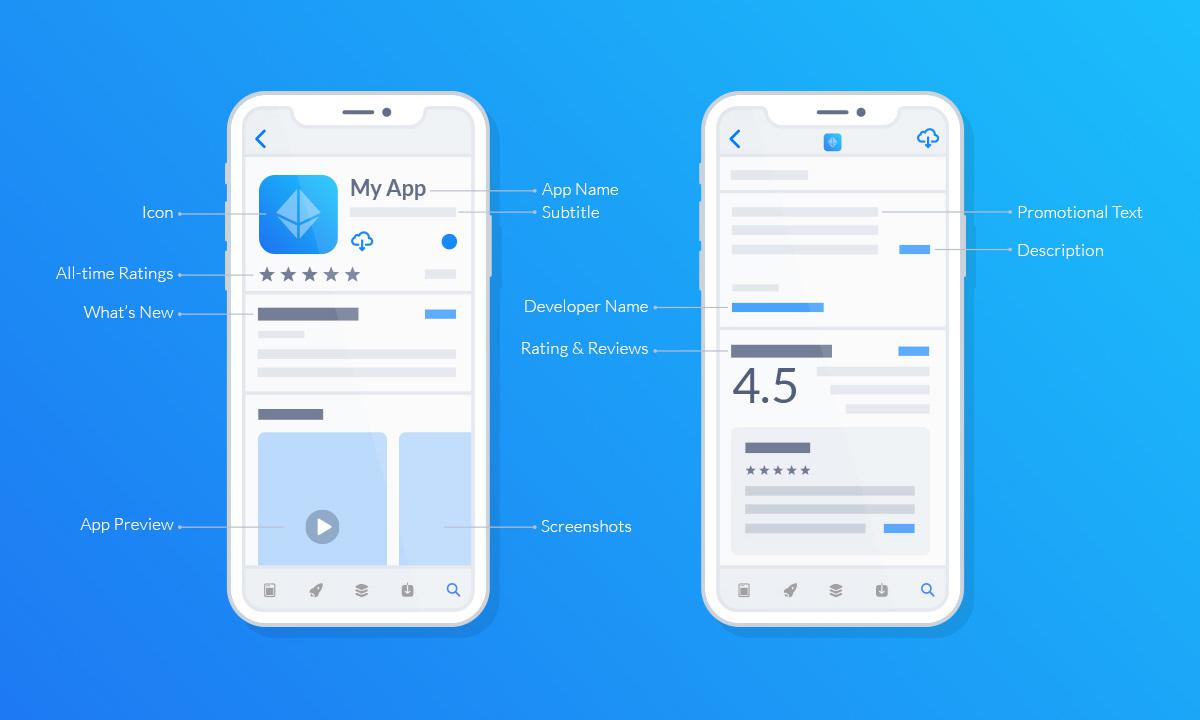 My App
App Name
Subtitle
Icon
All-time Ratings
What's New
App Preview
Screenshots
Promotional Text
Description
Developer Name
Rating & Reviews
4.5